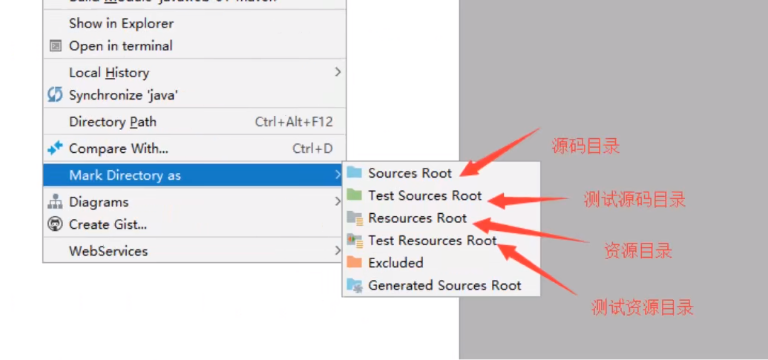 Show in Explorer
Open in terminal
Local History
Synchronize 'java'
Directory Path Ctrl+Alt+F12
Compare With... Ctrl+D
Mark Directory as
Diagrams
Create Gist...
WebServices
Sources Root
Test Sources Root
Resources Root
Test Resources Root
Excluded
Generated Sources Root
源码目录
测试源码目录
资源目录
测试资源目录